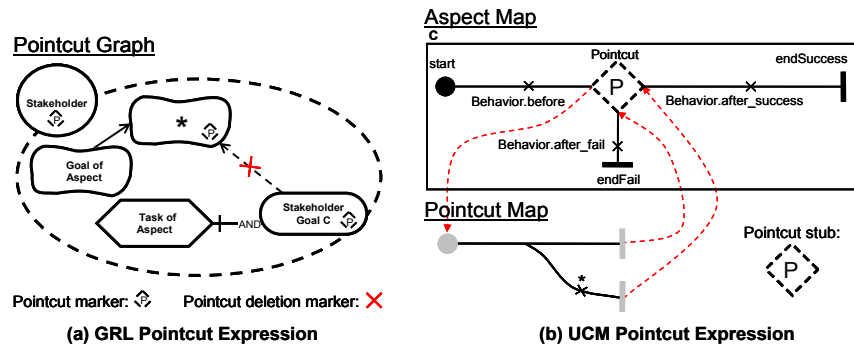 Pointcut Graph
Stakeholder
P
*
P
Goal of
Aspect
Task of
Aspect
AND
Stakeholder
Goal C
P
Pointcut marker: P
Pointcut deletion marker:
(a) GRL Pointcut Expression
Aspect Map
C
start
Pointcut
P
endSuccess
Behavior.before
Behavior.after_success
Behavior.after_fail
endFail
Pointcut Map
*
Pointcut stub:
P
(b) UCM Pointcut Expression